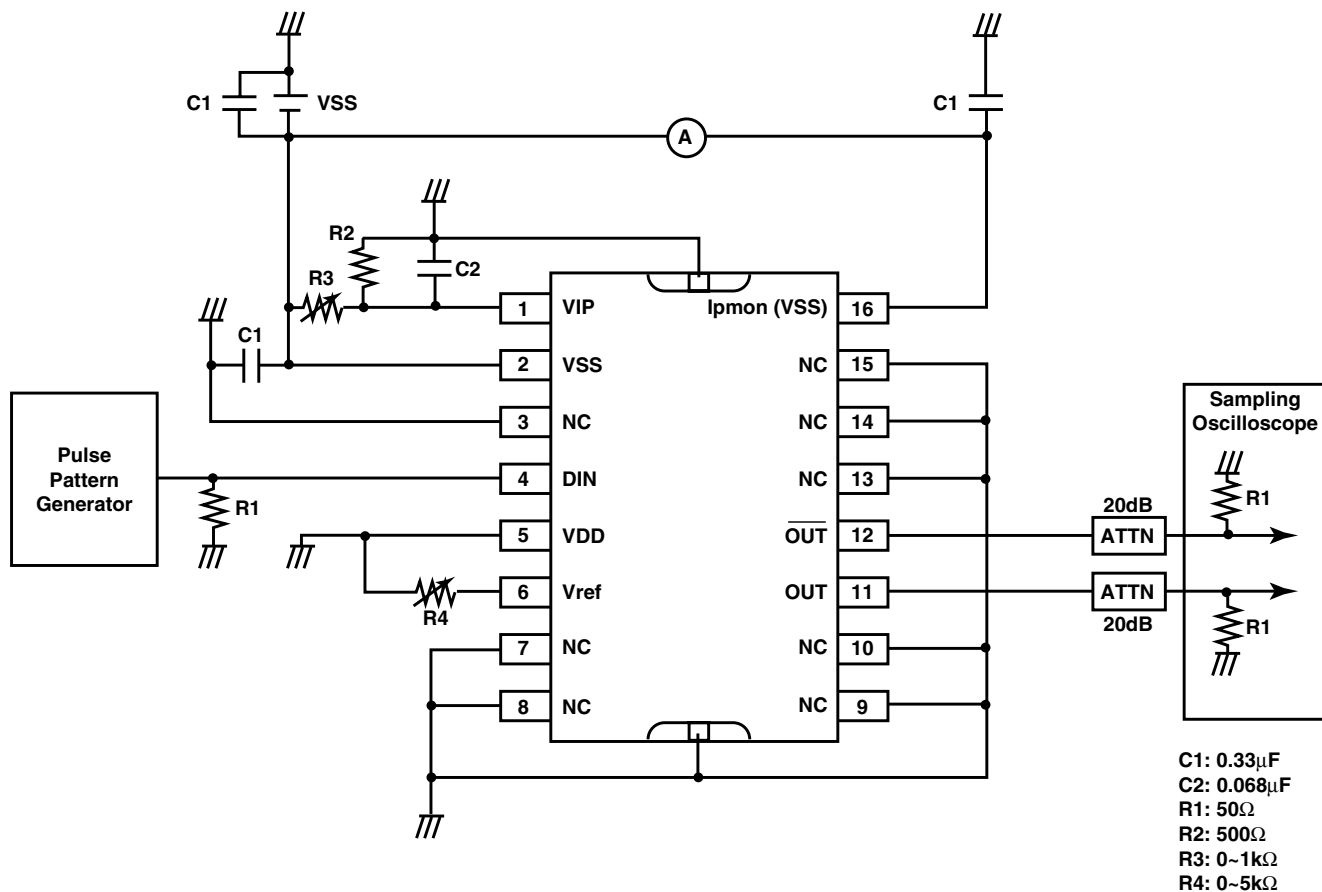 C1
VSS
C1
A
R2
R3
C2
C1
1 VIP
Ipmon (VSS) 16
2 VSS
NC 15
3 NC
NC 14
4 DIN
NC 13
5 VDD
OUT 12
6 Vref
OUT 11
7 NC
NC 10
8 NC
NC 9
Pulse
Pattern
Generator
R1
R4
20dB
ATTN
ATTN
20dB
Sampling
Oscilloscope
R1
R1
C1: 0.33μF
C2: 0.068μF
R1: 50Ω
R2: 500Ω
R3: 0~1kΩ
R4: 0~5kΩ